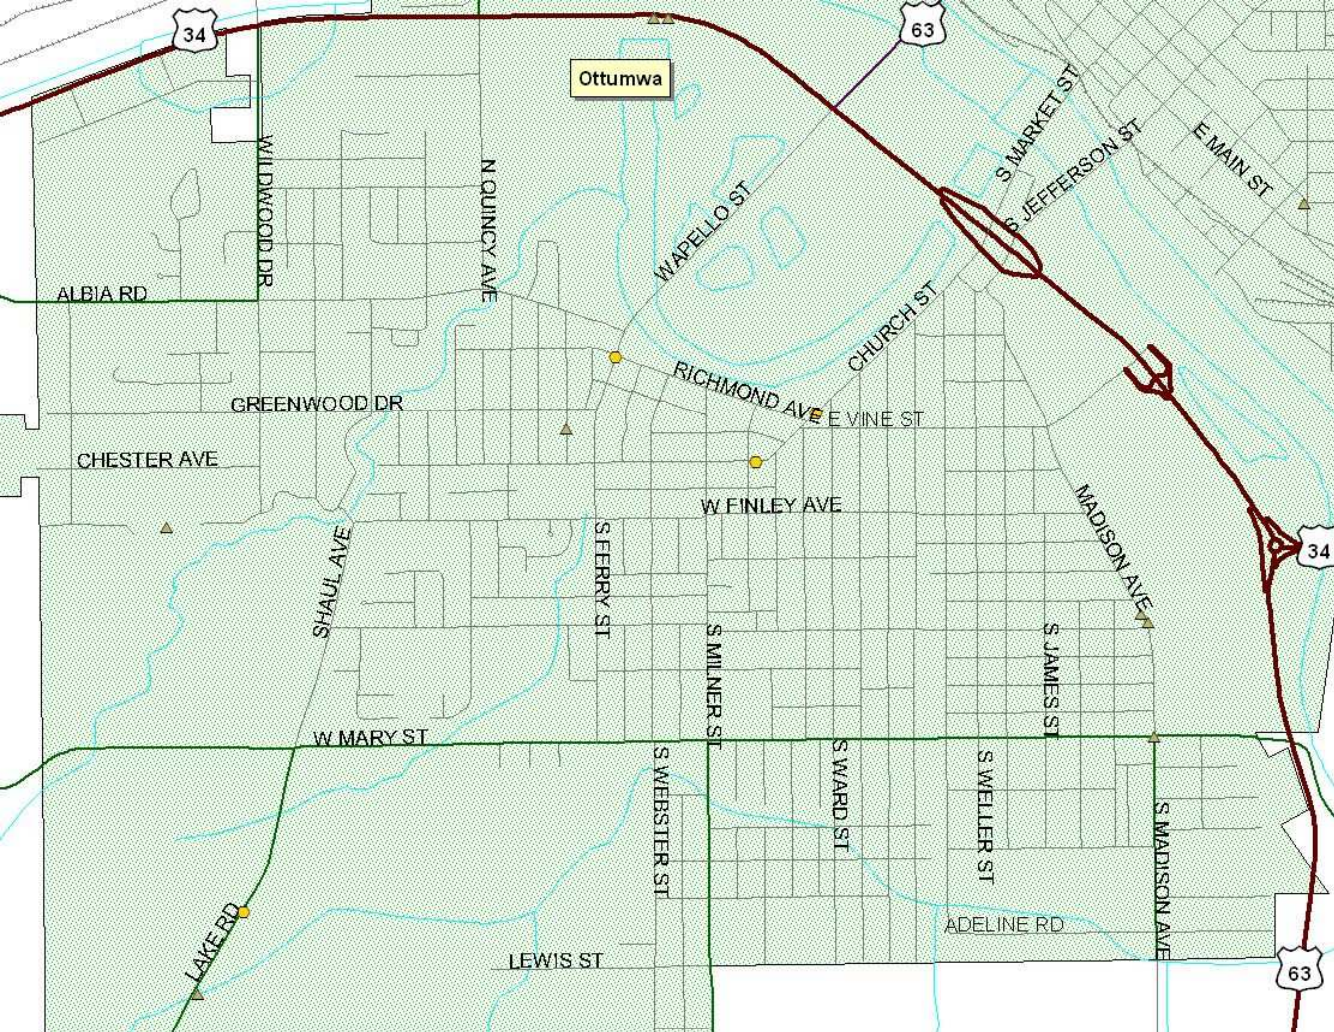 34
63
Ottumwa
S MARKET ST
S JEFFERSON ST
E MAIN ST
WILDWOOD DR
N QUINCY AVE
WAPELLO ST
ALBIA RD
CHURCH ST
RICHMOND AVE
GREENWOOD DR
E VINE ST
CHESTER AVE
W FINLEY AVE
MADISON AVE
SHAUL AVE
S FERRY ST
34
S MILNER ST
S JAMES ST
W MARY ST
S WEBSTER ST
S WARD ST
S WELLER ST
S MADISON AVE
LAKE RD
ADELINE RD
LEWIS ST
63